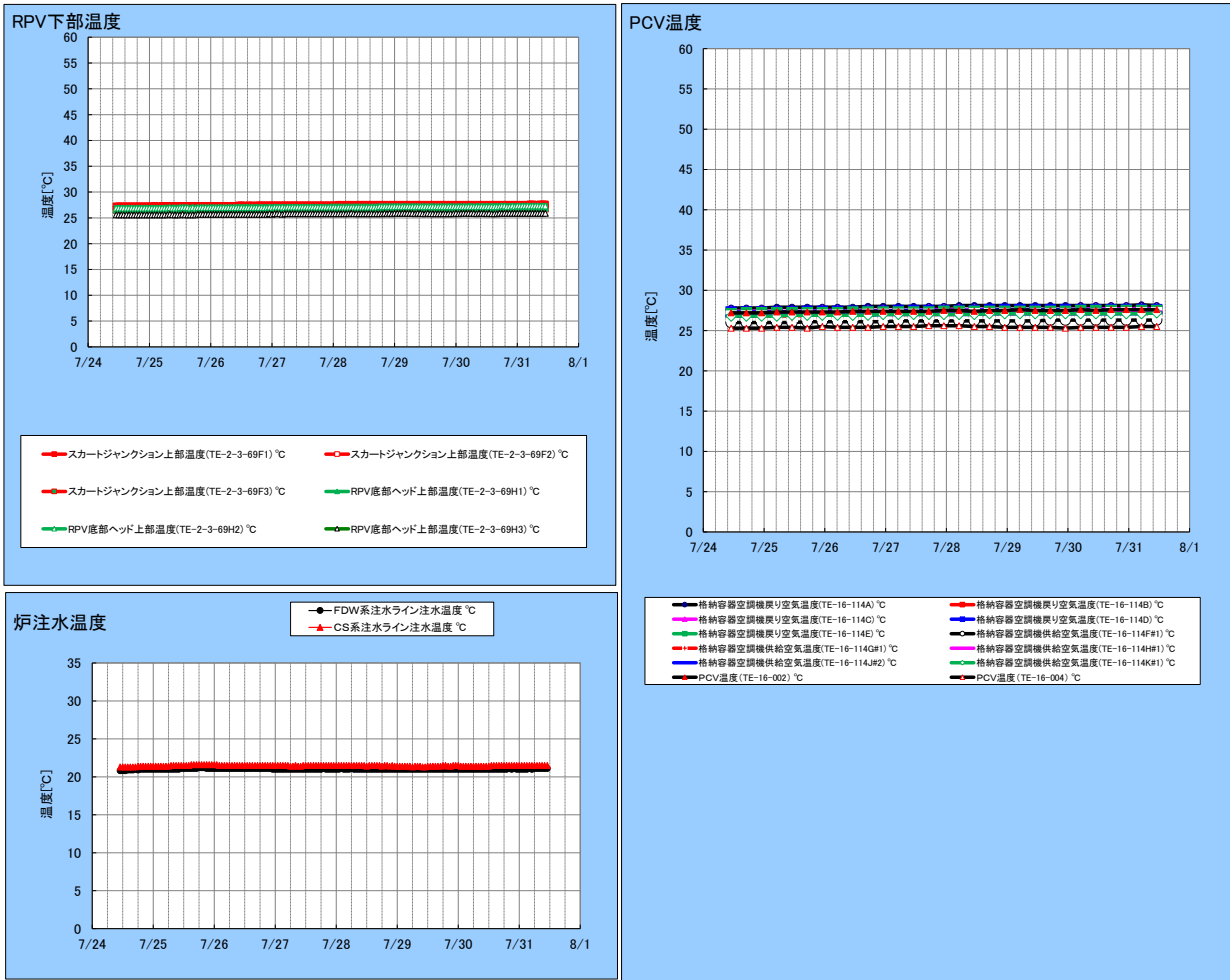 RPV下部温度
60
55
50
45
40
35
30
25
20
15
10
5
0
温度[℃]
7/24 7/25 7/26 7/27 7/28 7/29 7/30 7/31 8/1
スカートジャンクション上部温度(TE-2-3-69F1) ℃ スカートジャンクション上部温度(TE-2-3-69F2) ℃
スカートジャンクション上部温度(TE-2-3-69F3) ℃ RPV底部ヘッド上部温度(TE-2-3-69H1) ℃
RPV底部ヘッド上部温度(TE-2-3-69H2) ℃ RPV底部ヘッド上部温度(TE-2-3-69H3) ℃
炉注水温度
FDW系注水ライン注水温度 ℃
CS系注水ライン注水温度 ℃
35
30
25
20
15
10
5
0
温度[℃]
7/24 7/25 7/26 7/27 7/28 7/29 7/30 7/31 8/1
PCV温度
60
55
50
45
40
35
30
25
20
15
10
5
0
温度[℃]
7/24 7/25 7/26 7/27 7/28 7/29 7/30 7/31 8/1
格納容器空調機戻り空気温度(TE-16-114A) ℃ 格納容器空調機戻り空気温度(TE-16-114B) ℃
格納容器空調機戻り空気温度(TE-16-114C) ℃ 格納容器空調機戻り空気温度(TE-16-114D) ℃
格納容器空調機戻り空気温度(TE-16-114E) ℃ 格納容器空調機供給空気温度(TE-16-114F#1) ℃
格納容器空調機供給空気温度(TE-16-114G#1) ℃ 格納容器空調機供給空気温度(TE-16-114H#1) ℃
格納容器空調機供給空気温度(TE-16-114J#2) ℃ 格納容器空調機供給空気温度(TE-16-114K#1) ℃
PCV温度(TE-16-002) ℃ PCV温度(TE-16-004) ℃